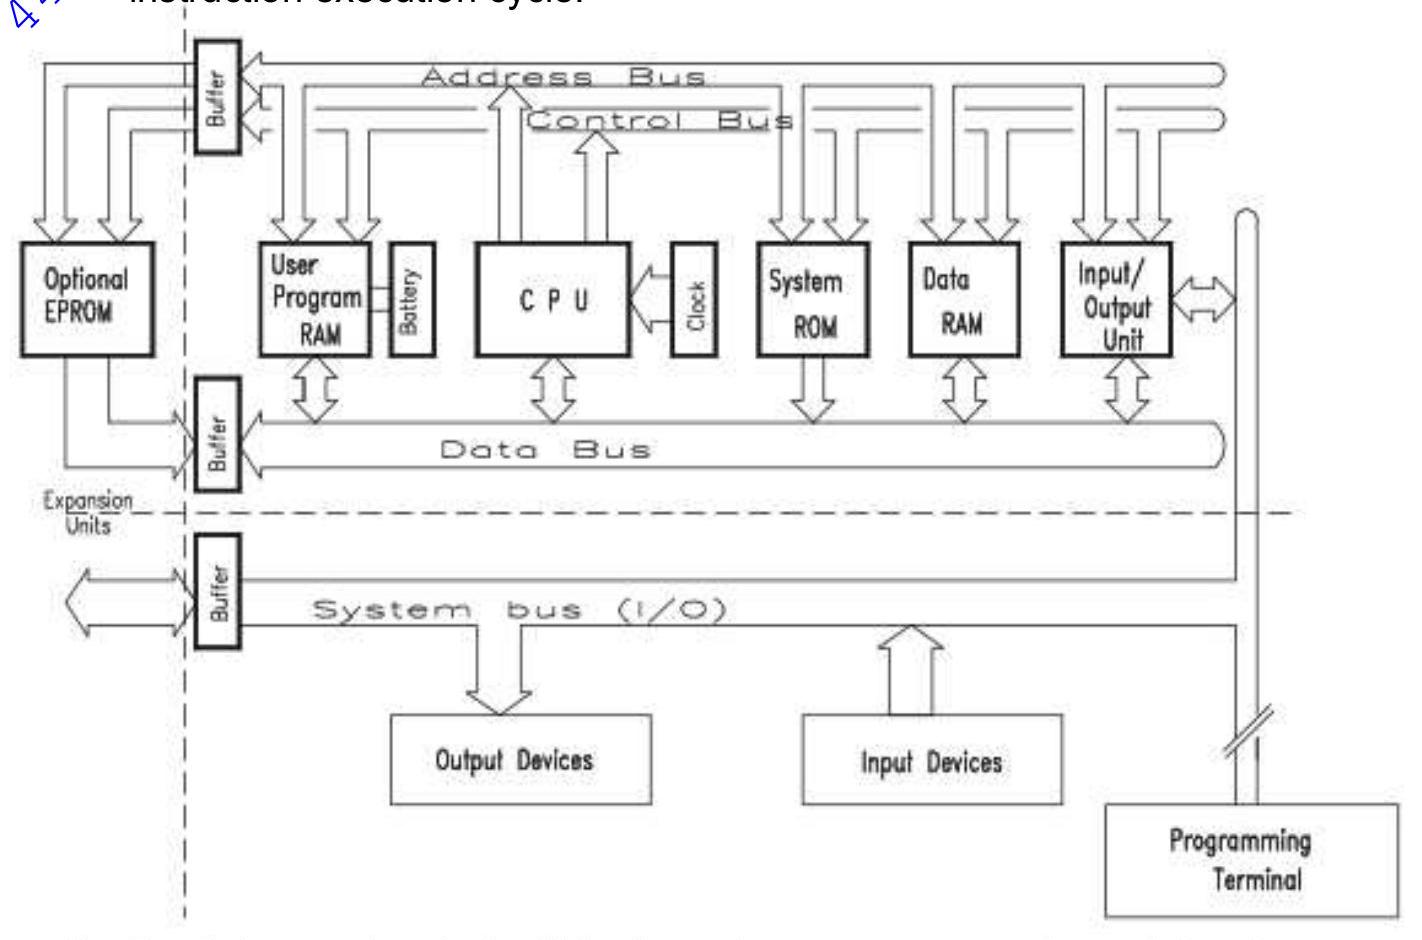 instruction execution cycle.
Buffer
Address Bus
Control Bus
Optional
EPROM
User
Program
RAM
Battery
C P U
Clock
System
ROM
Data
RAM
Input/
Output
Unit
Buffer
Data Bus
Expansion
Units
Buffer
System bus (I/O)
Output Devices
Input Devices
Programming
Terminal